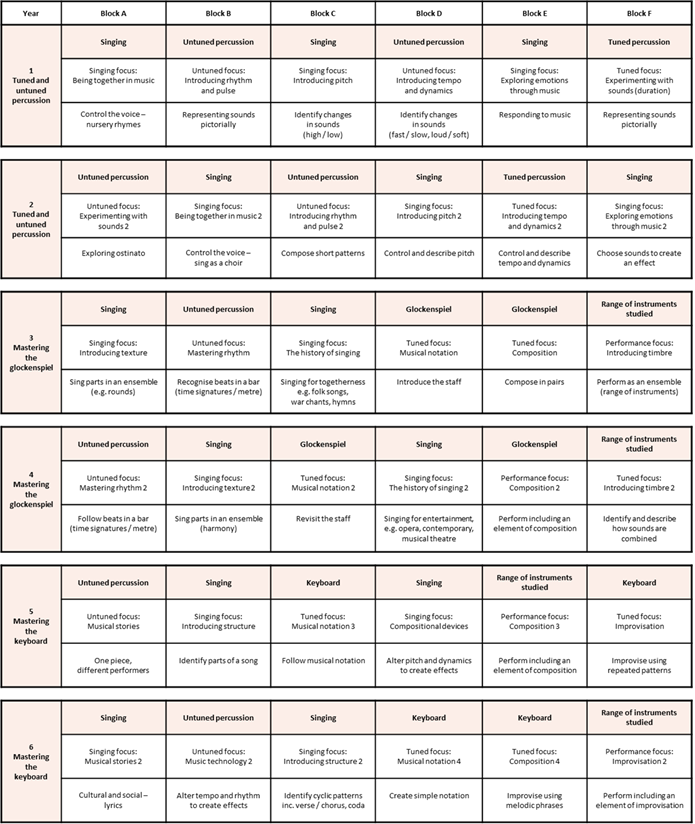 Year Block A Block B Block C Block D Block E Block F
1
Tuned and
untuned
percussion
Singing Untuned percussion Singing Untuned percussion Singing Tuned percussion
Singing focus:
Being together in music
Untuned focus:
Introducing rhythm
and pulse
Singing focus:
Introducing pitch
Untuned focus:
Introducing tempo
and dynamics
Singing focus:
Exploring emotions
through music
Tuned focus:
Experimenting with
sounds (duration)
Control the voice –
nursery rhymes
Representing sounds
pictorially
Identify changes
in sounds
(high / low)
Identify changes
in sounds
(fast / slow, loud / soft)
Responding to music
Representing sounds
pictorially
2
Tuned and
untuned
percussion
Untuned percussion Singing Untuned percussion Singing Tuned percussion Singing
Untuned focus:
Experimenting with
sounds 2
Singing focus:
Being together in music 2
Untuned focus:
Introducing rhythm
and pulse 2
Singing focus:
Introducing pitch 2
Tuned focus:
Introducing tempo
and dynamics 2
Singing focus:
Exploring emotions
through music 2
Exploring ostinato
Control the voice –
sing as a choir
Compose short patterns
Control and describe pitch
Control and describe
tempo and dynamics
Choose sounds to create
an effect
3
Mastering
the
glockenspiel
Singing Untuned percussion Singing Glockenspiel Glockenspiel
Range of instruments
studied
Singing focus:
Introducing texture
Untuned focus:
Mastering rhythm
Singing focus:
The history of singing
Tuned focus:
Musical notation
Tuned focus:
Composition
Performance focus:
Introducing timbre
Sing parts in an ensemble
(e.g. rounds)
Recognise beats in a bar
(time signatures / metre)
Singing for togetherness
e.g. folk songs,
war chants, hymns
Introduce the staff
Compose in pairs
Perform as an ensemble
(range of instruments)
4
Mastering
the
glockenspiel
Untuned percussion Singing Glockenspiel Singing Glockenspiel
Range of instruments
studied
Untuned focus:
Mastering rhythm 2
Singing focus:
Introducing texture 2
Tuned focus:
Musical notation 2
Singing focus:
The history of singing 2
Performance focus:
Composition 2
Tuned focus:
Introducing timbre 2
Follow beats in a bar
(time signatures / metre)
Sing parts in an ensemble
(harmony)
Revisit the staff
Singing for entertainment,
e.g. opera, contemporary,
musical theatre
Perform including an
element of composition
Identify and describe
how sounds are
combined
5
Mastering
the
keyboard
Untuned percussion Singing Keyboard Singing
Range of instruments
studied
Keyboard
Untuned focus:
Musical stories
Singing focus:
Introducing structure
Tuned focus:
Musical notation 3
Singing focus:
Compositional devices
Performance focus:
Composition 3
Tuned focus:
Improvisation
One piece,
different performers
Identify parts of a song
Follow musical notation
Alter pitch and dynamics
to create effects
Perform including an
element of composition
Improvise using
repeated patterns
6
Mastering
the
keyboard
Singing Untuned percussion Singing Keyboard Keyboard
Range of instruments
studied
Singing focus:
Musical stories 2
Untuned focus:
Music technology 2
Singing focus:
Introducing structure 2
Tuned focus:
Musical notation 4
Tuned focus:
Composition 4
Performance focus:
Improvisation 2
Cultural and social –
lyrics
Alter tempo and rhythm
to create effects
Identify cyclic patterns
inc. verse / chorus, coda
Create simple notation
Improvise using
melodic phrases
Perform including an
element of improvisation